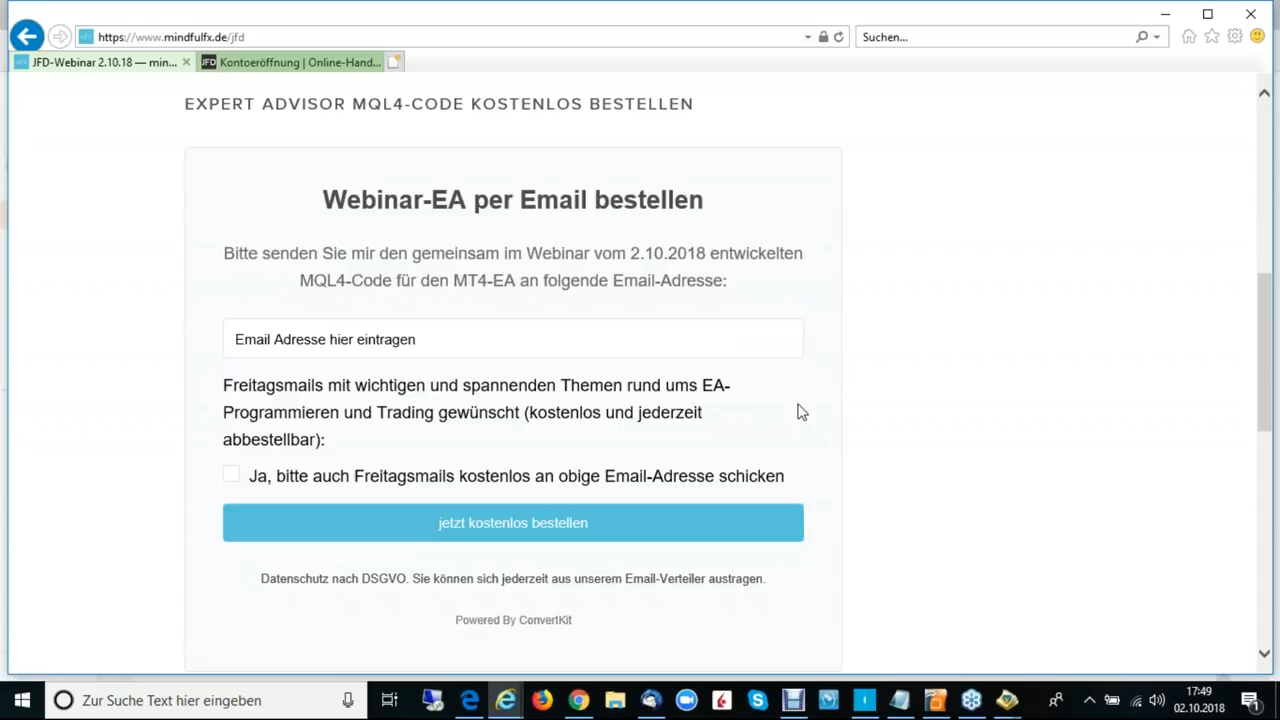 https://www.mindfulfx.de/jfd
Suchen...
JFD-Webinar 2.10.18 — min...
JFD Kontoeröffnung | Online-Hand...
EXPERT ADVISOR MQL4-CODE KOSTENLOS BESTELLEN
Webinar-EA per Email bestellen
Bitte senden Sie mir den gemeinsam im Webinar vom 2.10.2018 entwickelten
MQL4-Code für den MT4-EA an folgende Email-Adresse:
Email Adresse hier eintragen
Freitagsmails mit wichtigen und spannenden Themen rund ums EA-
Programmieren und Trading gewünscht (kostenlos und jederzeit
abbestellbar):
Ja, bitte auch Freitagsmails kostenlos an obige Email-Adresse schicken
jetzt kostenlos bestellen
Datenschutz nach DSGVO. Sie können sich jederzeit aus unserem Email-Verteiler austragen.
Powered By ConvertKit
Zur Suche Text hier eingeben
17:49
02.10.2018